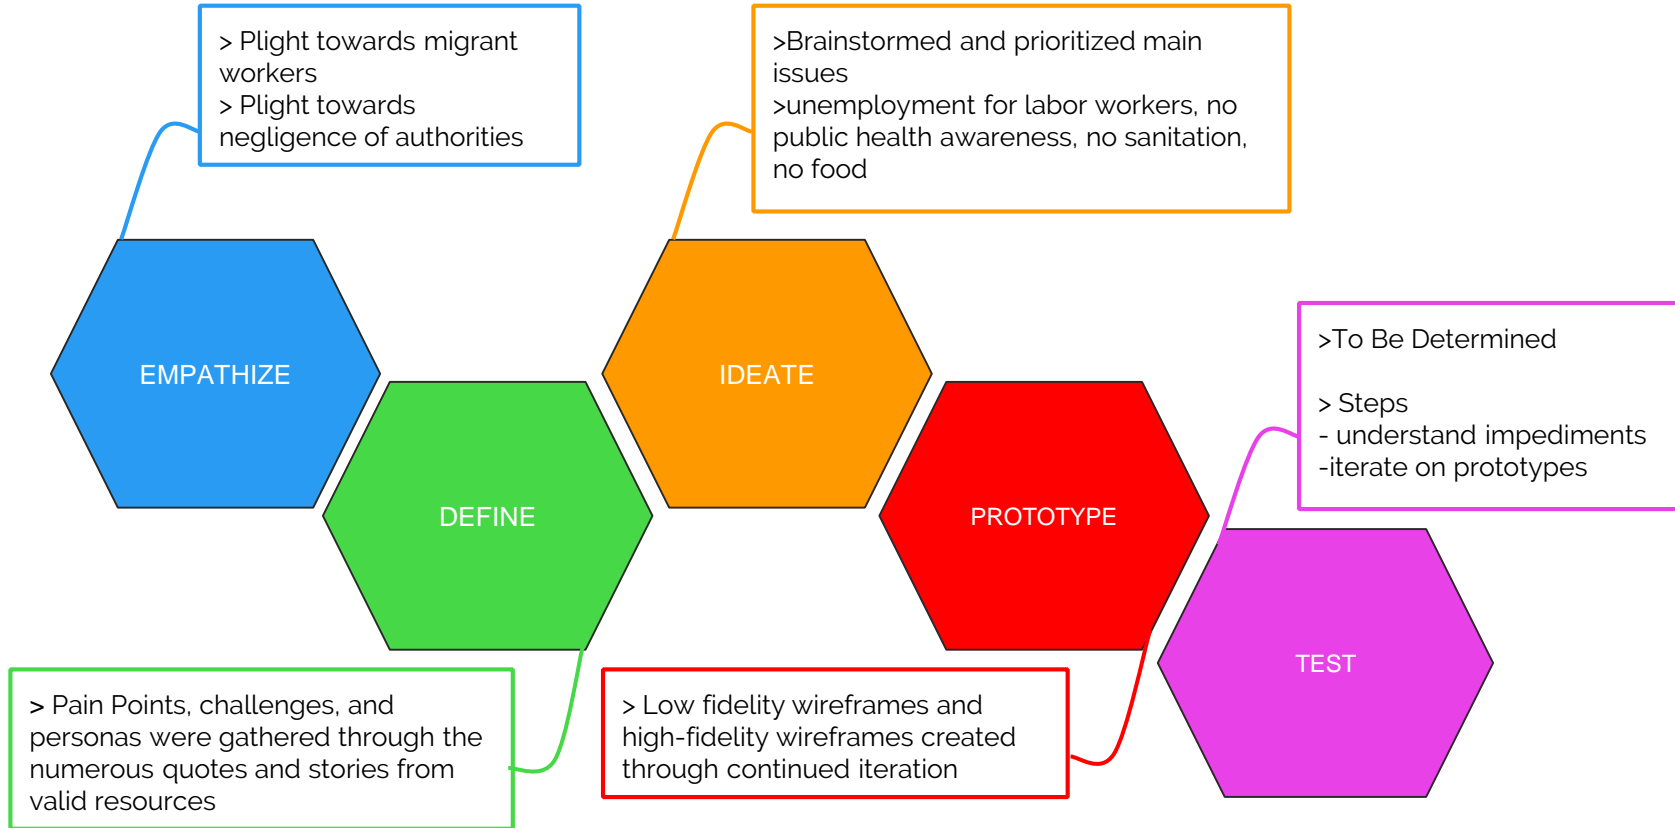 > Plight towards migrant
workers
> Plight towards
negligence of authorities
EMPATHIZE
> Pain Points, challenges, and
personas were gathered through the
numerous quotes and stories from
valid resources
DEFINE
>Brainstormed and prioritized main
issues
>unemployment for labor workers, no
public health awareness, no sanitation,
no food
IDEATE
> Low fidelity wireframes and
high-fidelity wireframes created
through continued iteration
PROTOTYPE
>To Be Determined
> Steps
- understand impediments
-iterate on prototypes
TEST